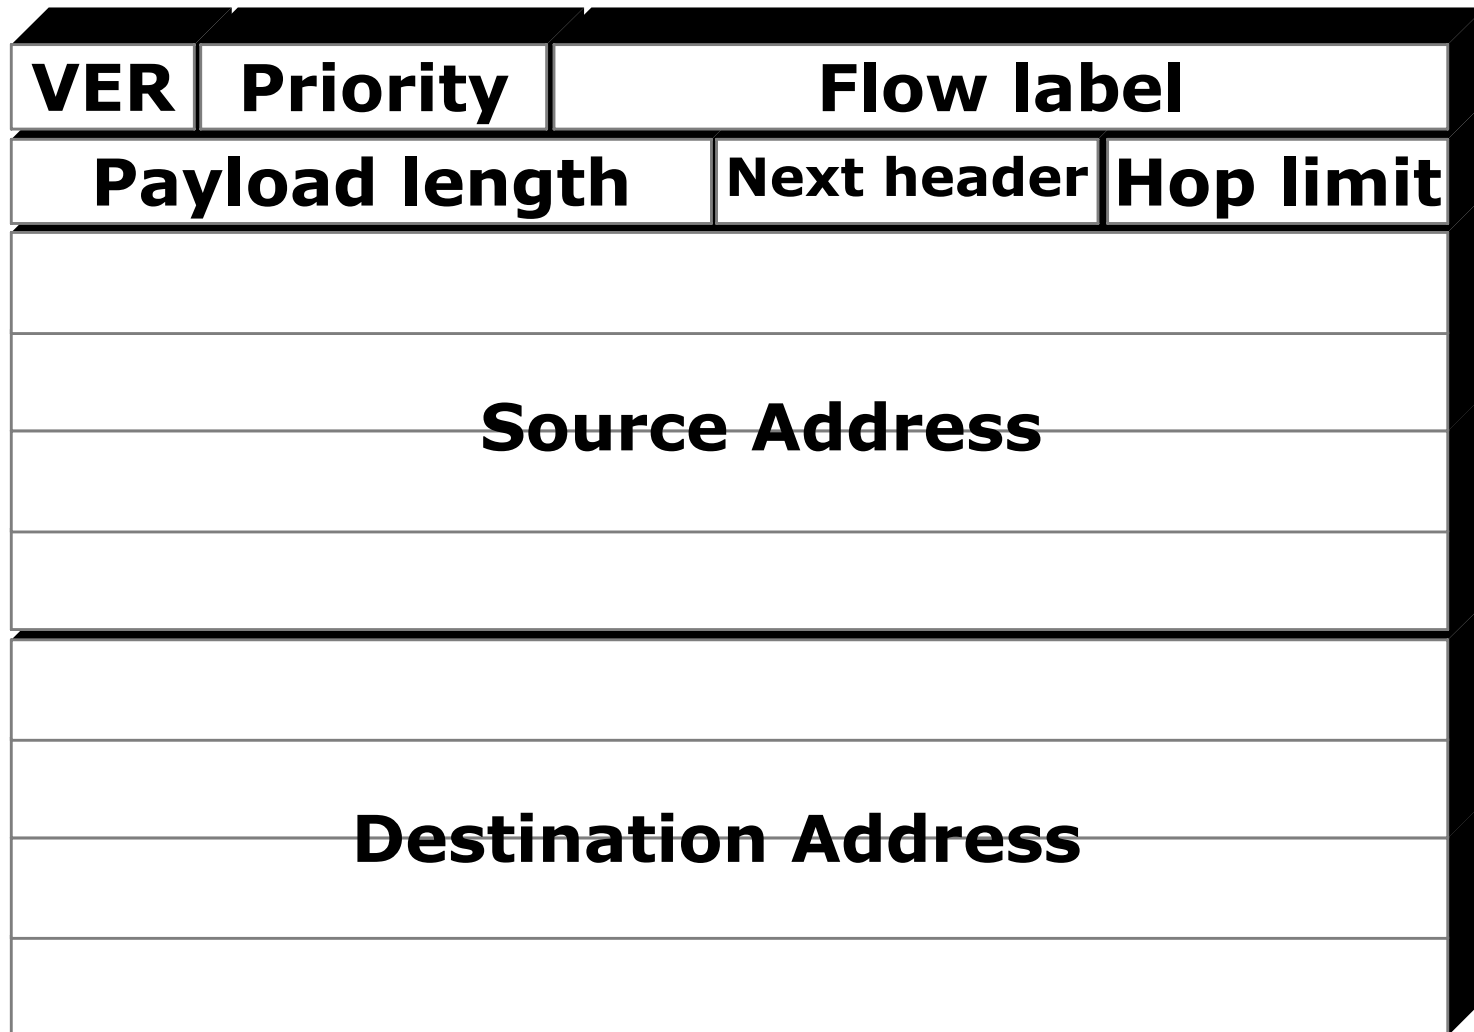 VER Priority Flow label
Payload length Next header Hop limit
Source Address
Destination Address